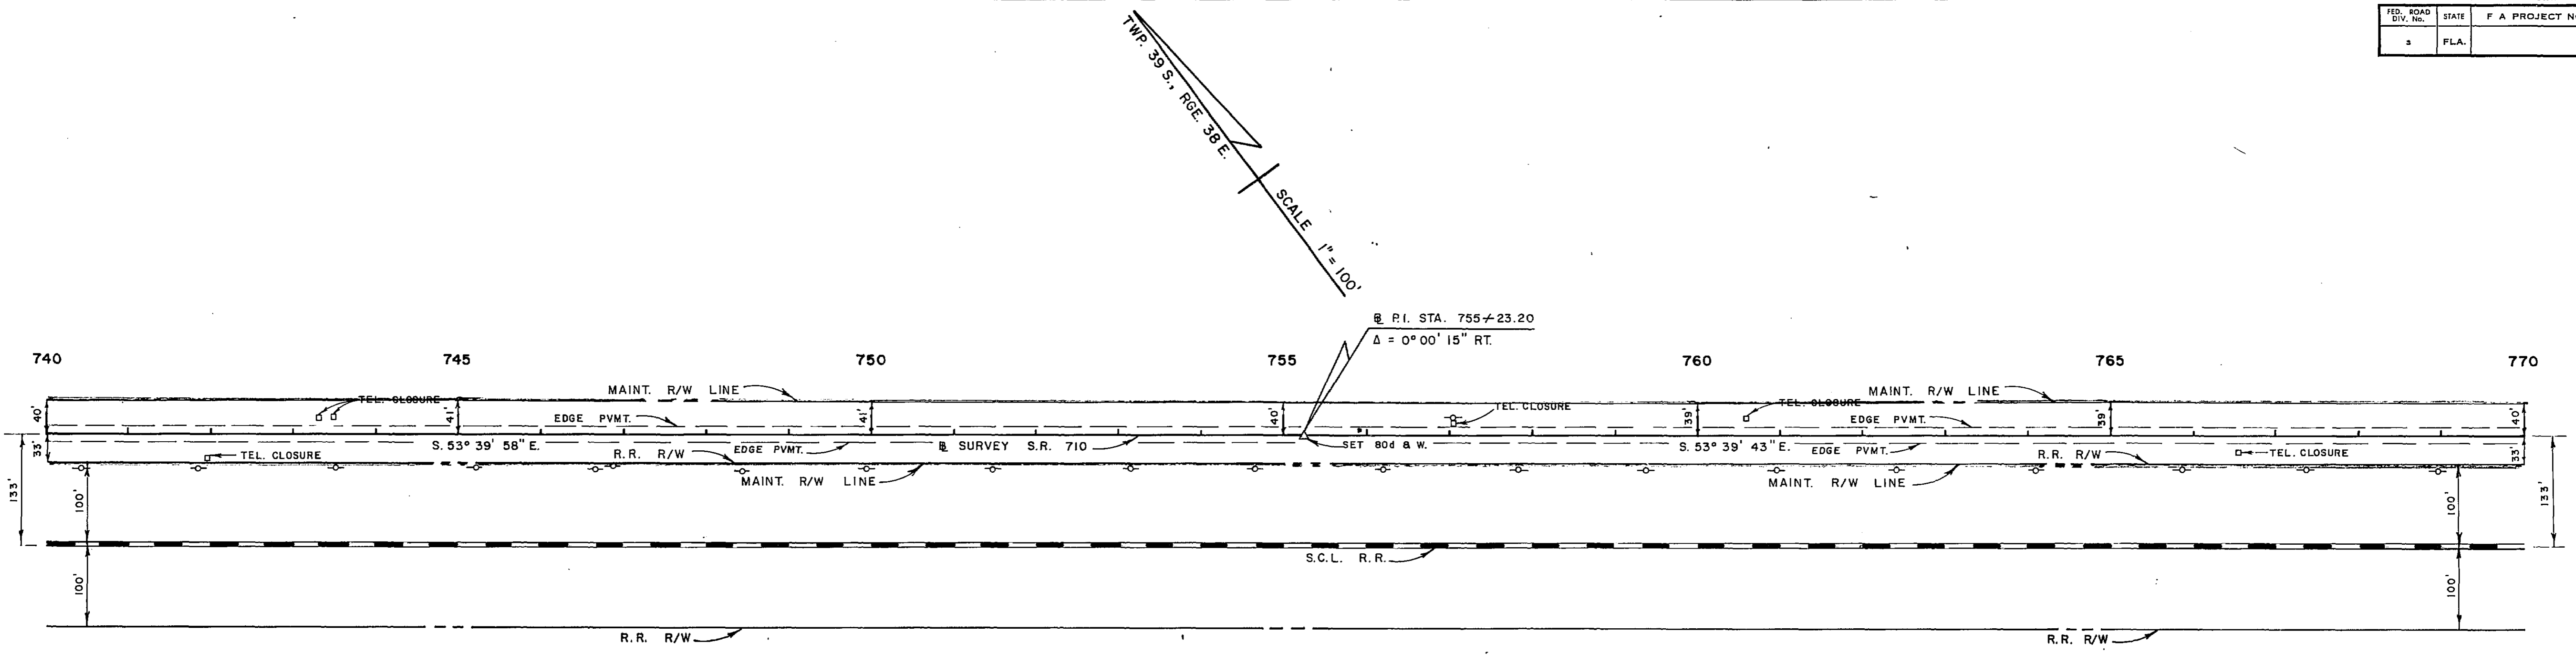 FED. ROAD DIV. No. STATE F A PROJECT NO
3 FLA.
TWP. 39 S., RGE. 38 E.
SCALE 1" = 100'
B P.I. STA. 755+23.20
Δ = 0° 00' 15" RT.
740 745 750 755 760 765 770
MAINT. R/W LINE MAINT. R/W LINE
TEL. CLOSURE TEL. CLOSURE TEL. CLOSURE
40' 41' 41' 40' 39' 39' 40'
EDGE PVMT. EDGE PVMT.
S. 53° 39' 58" E. B SURVEY S.R. 710 SET 80d & W. S. 53° 39' 43" E.
33' TEL. CLOSURE R.R. R/W EDGE PVMT. EDGE PVMT. R.R. R/W TEL. CLOSURE 33'
MAINT. R/W LINE MAINT. R/W LINE
133' 100' 100' 133'
S.C.L. R.R.
100' 100'
R.R. R/W R.R. R/W